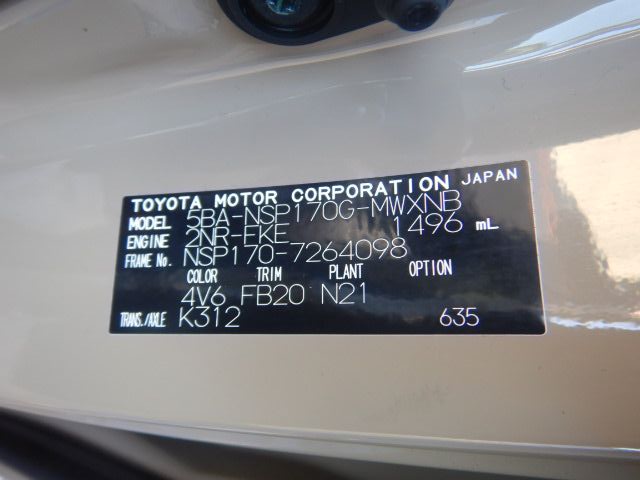 TOYOTA MOTOR CORPORATION JAPAN
MODEL 5BA-NSP170G-MWXNB
ENGINE 2NR-FKE 1496 mL
FRAME No. NSP170-7264098
COLOR TRIM PLANT OPTION
4V6 FB20 N21
TRANS./AXLE K312 635